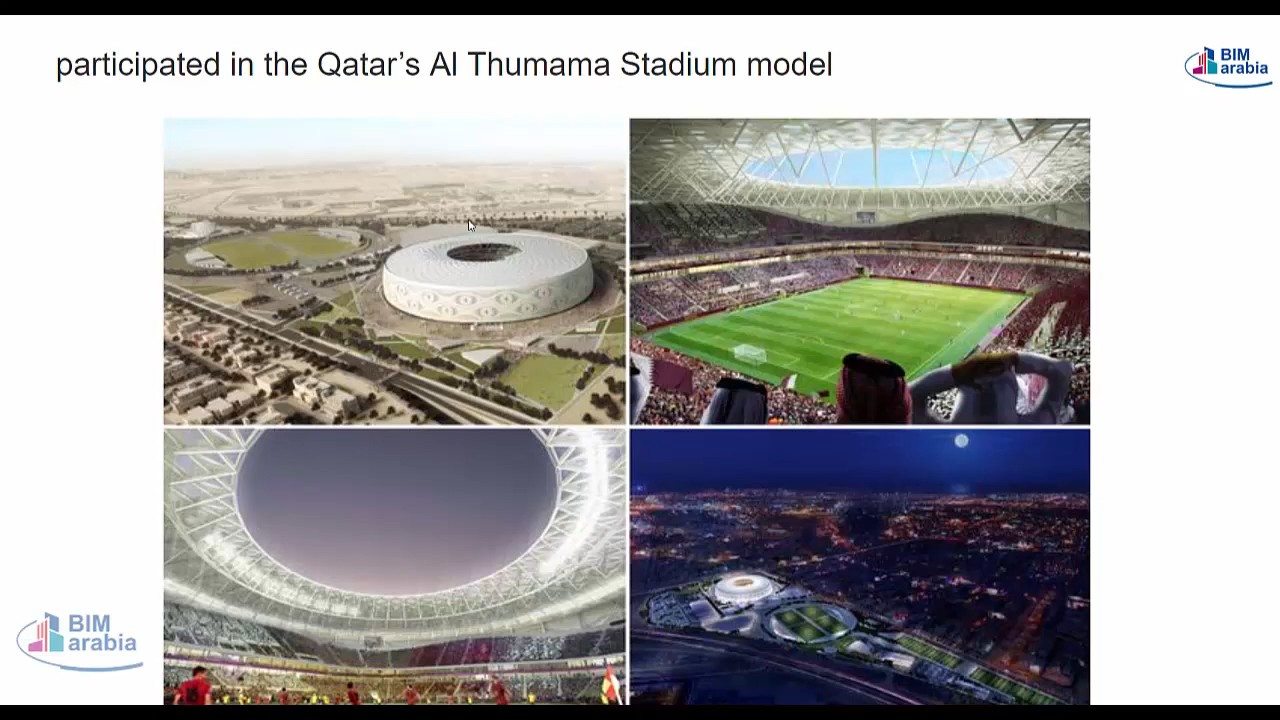 participated in the Qatar's Al Thumama Stadium model
BIM
arabia
BIM
arabia